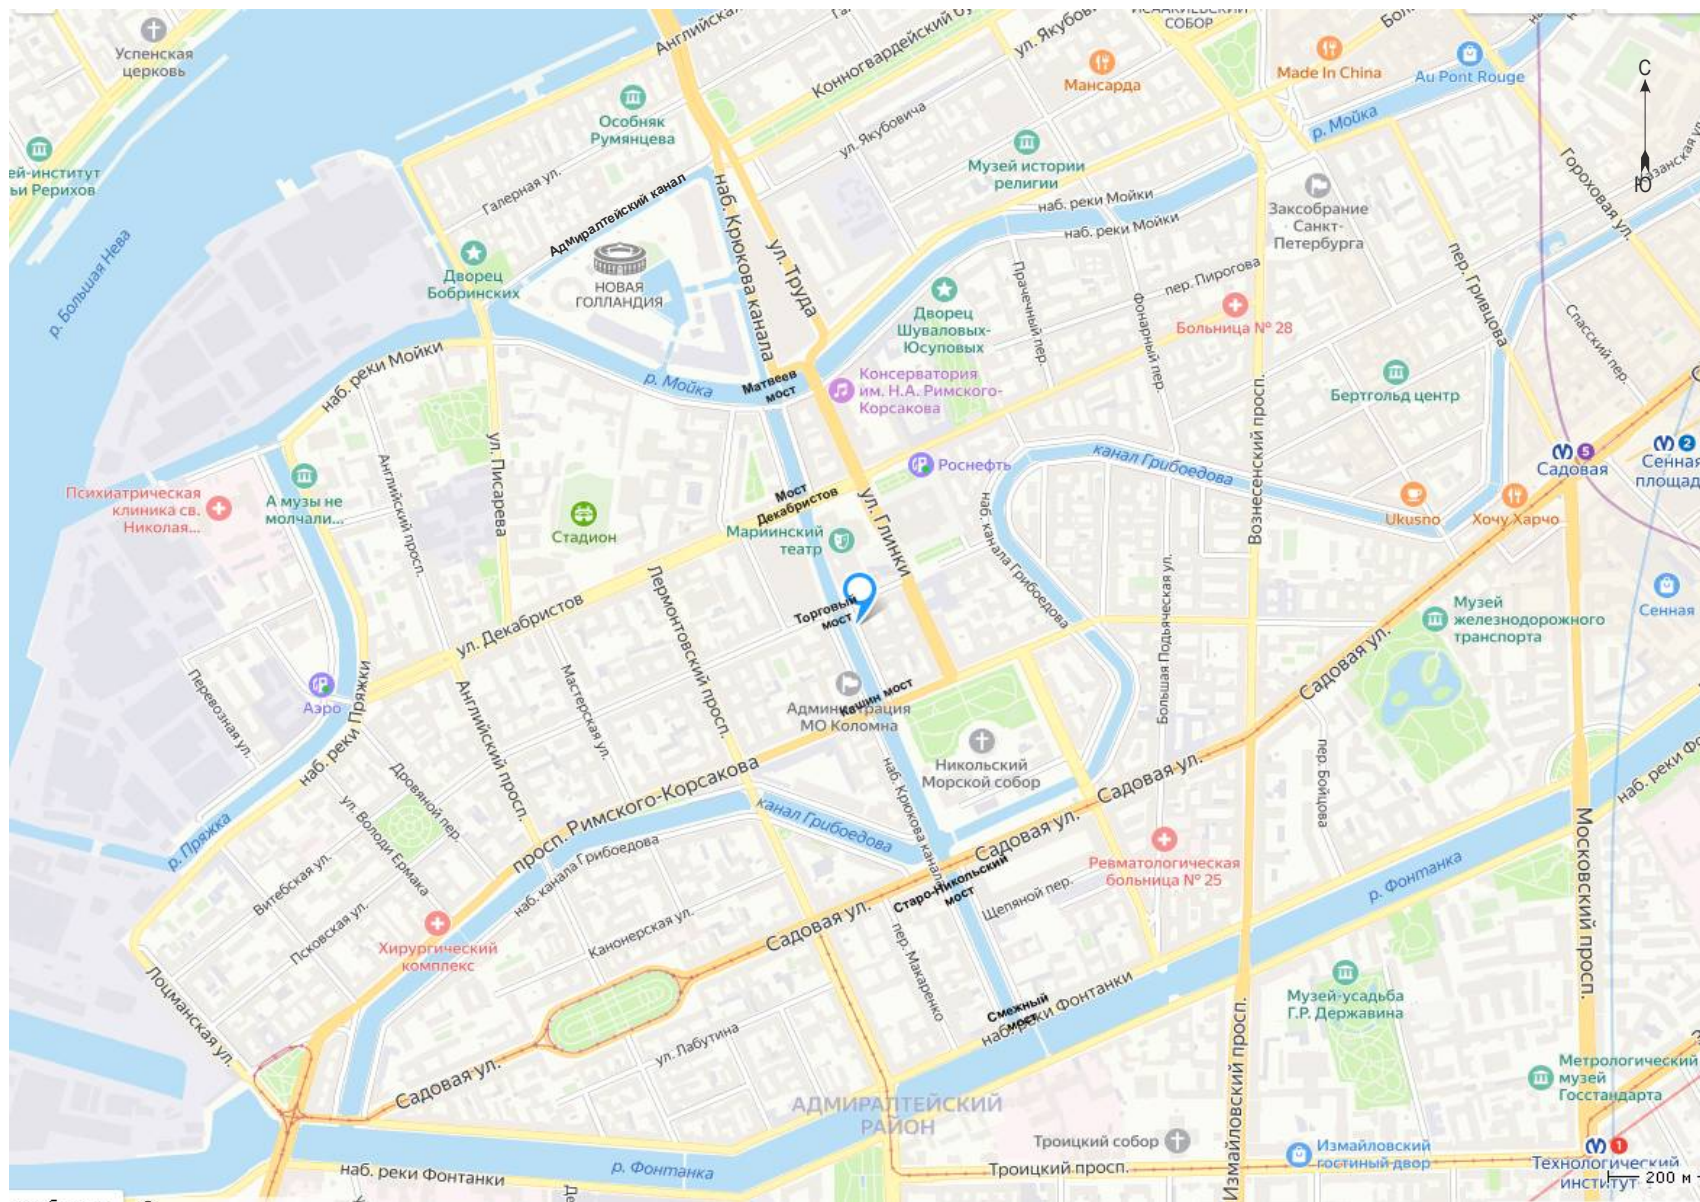 ИСААКИЕВСКИЙ
СОБОР
Английская
Конногвардейский
ул. Якубовича
Успенская
церковь
Мансарда
Made In China
Au Pont Rouge
С
Ю
р. Мойка
Особняк
Румянцева
ул. Якубовича
Музей истории
религии
Гороховая ул.
ей-институт
ьи Рерихов
Галерная ул.
Адмиралтейский канал
наб. Крюкова канала
наб. реки Мойки
наб. реки Мойки
Заксобрание
Санкт-
Петербурга
р. Большая Нева
Дворец
Бобринских
НОВАЯ
ГОЛЛАНДИЯ
ул. Труда
Прачечный пер.
пер. Пирогова
Фонарный пер.
пер. Гривцова
Спасский пер.
Дворец
Шуваловых-
Юсуповых
Больница № 28
наб. реки Мойки
р. Мойка
Матвеев
мост
Консерватория
им. Н.А. Римского-
Корсакова
Бертгольд центр
Вознесенский просп.
ул. Писарева
Английский просп.
Роснефть
канал Грибоедова
5
Садовая
2
Сенная
площад
Психиатрическая
клиника св.
Николая...
А музы не
молчали...
Мост
Декабристов
ул. Глинки
наб. канала Грибоедова
Ukusno
Хочу Харчо
Стадион
Мариинский
театр
Лермонтовский просп.
Большая Подьяческая ул.
Торговый
мост
Сенная
Музей
железнодорожного
транспорта
ул. Декабристов
Садовая ул.
Перевозная ул.
Аэро
наб. реки Пряжки
Английский просп.
Мастерская ул.
Кашин мост
Администрация
МО Коломна
Никольский
Морской собор
пер. Бойцова
Дровяной пер.
ул. Володи Ермака
просп. Римского-Корсакова
наб. Крюкова канала
Садовая ул.
наб. реки Фо
Московский просп.
р. Пряжка
канал Грибоедова
наб. канала Грибоедова
Садовая ул.
Ревматологическая
больница № 25
р. Фонтанка
Витебская ул.
Псковская ул.
Старо-Никольский
мост
Щепяной пер.
Хирургический
комплекс
Канонерская ул.
Садовая ул.
пер. Макаренко
Лоцманская ул.
Смежный
мост
наб. реки Фонтанки
Музей-усадьба
Г.Р. Державина
Измайловский просп.
ул. Лабутина
Садовая ул.
Метрологический
музей
Госстандарта
АДМИРАЛТЕЙСКИЙ
РАЙОН
Троицкий собор
Измайловский
гостиный двор
1
Технологический
институт
200 м
р. Фонтанка
наб. реки Фонтанки
Троицкий просп.